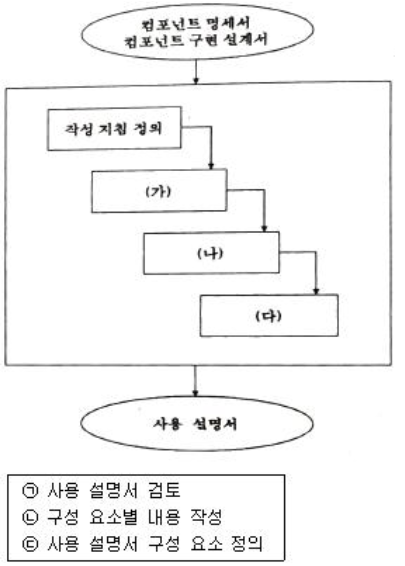 컴포넌트 명세서
컴포넌트 구현 설계서
작성 지침 정의
(가)
(나)
(다)
사용 설명서
㉠ 사용 설명서 검토
㉡ 구성 요소별 내용 작성
㉢ 사용 설명서 구성 요소 정의